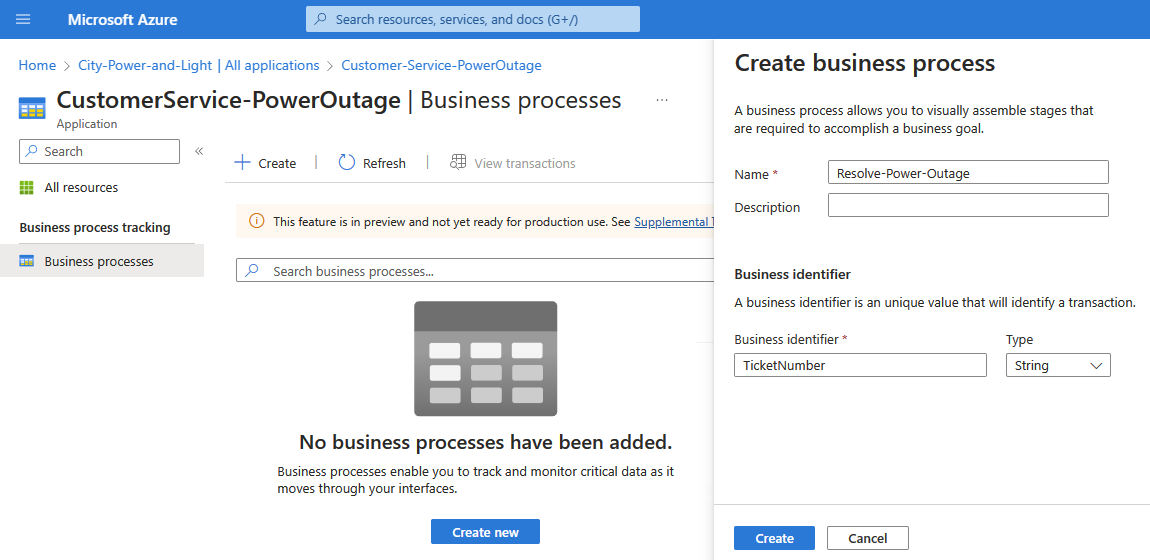 Microsoft Azure
Search resources, services, and docs (G+/)
Home > City-Power-and-Light | All applications > Customer-Service-PowerOutage
CustomerService-PowerOutage | Business processes ...
Application
Search
«
All resources
Business process tracking
Business processes
+ Create
Refresh
View transactions
This feature is in preview and not yet ready for production use. See Supplemental
Search business processes...
No business processes have been added.
Business processes enable you to track and monitor critical data as it
moves through your interfaces.
Create new
Create business process
A business process allows you to visually assemble stages that
are required to accomplish a business goal.
Name * Resolve-Power-Outage
Description
Business identifier
A business identifier is an unique value that will identify a transaction.
Business identifier * Type
TicketNumber String
Create Cancel